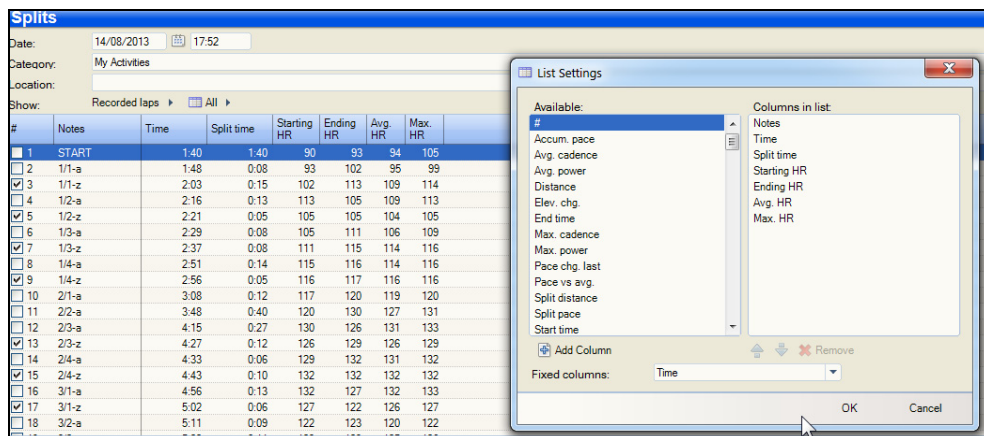 Splits
Date: 14/08/2013 17:52
Category: My Activities
Location:
Show: Recorded laps All
# Notes Time Split time Starting HR Ending HR Avg. HR Max. HR
1 START 1:40 1:40 90 93 94 105
2 1/1-a 1:48 0:08 93 102 95 99
3 1/1-z 2:03 0:15 102 113 109 114
4 1/2-a 2:16 0:13 113 105 109 113
5 1/2-z 2:21 0:05 105 105 104 105
6 1/3-a 2:29 0:08 105 111 106 109
7 1/3-z 2:37 0:08 111 115 114 116
8 1/4-a 2:51 0:14 115 116 114 116
9 1/4-z 2:56 0:05 116 117 116 116
10 2/1-a 3:08 0:12 117 120 119 120
11 2/2-a 3:48 0:40 120 130 127 131
12 2/3-a 4:15 0:27 130 126 131 133
13 2/3-z 4:27 0:12 126 129 126 129
14 2/4-a 4:33 0:06 129 132 131 132
15 2/4-z 4:43 0:10 132 132 132 132
16 3/1-a 4:56 0:13 132 127 132 133
17 3/1-z 5:02 0:06 127 122 126 127
18 3/2-a 5:11 0:09 122 123 120 122
List Settings
Available:
#
Accum. pace
Avg. cadence
Avg. power
Distance
Elev. chg.
End time
Max. cadence
Max. power
Pace chg. last
Pace vs avg.
Split distance
Split pace
Start time
Add Column
Columns in list:
Notes
Time
Split time
Starting HR
Ending HR
Avg. HR
Max. HR
Remove
Fixed columns: Time
OK Cancel